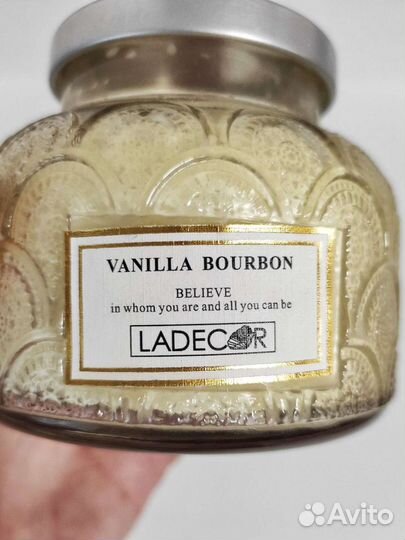 VANILLA BOURBON
BELIEVE
in whom you are and all you can be
LADECOR
Avito